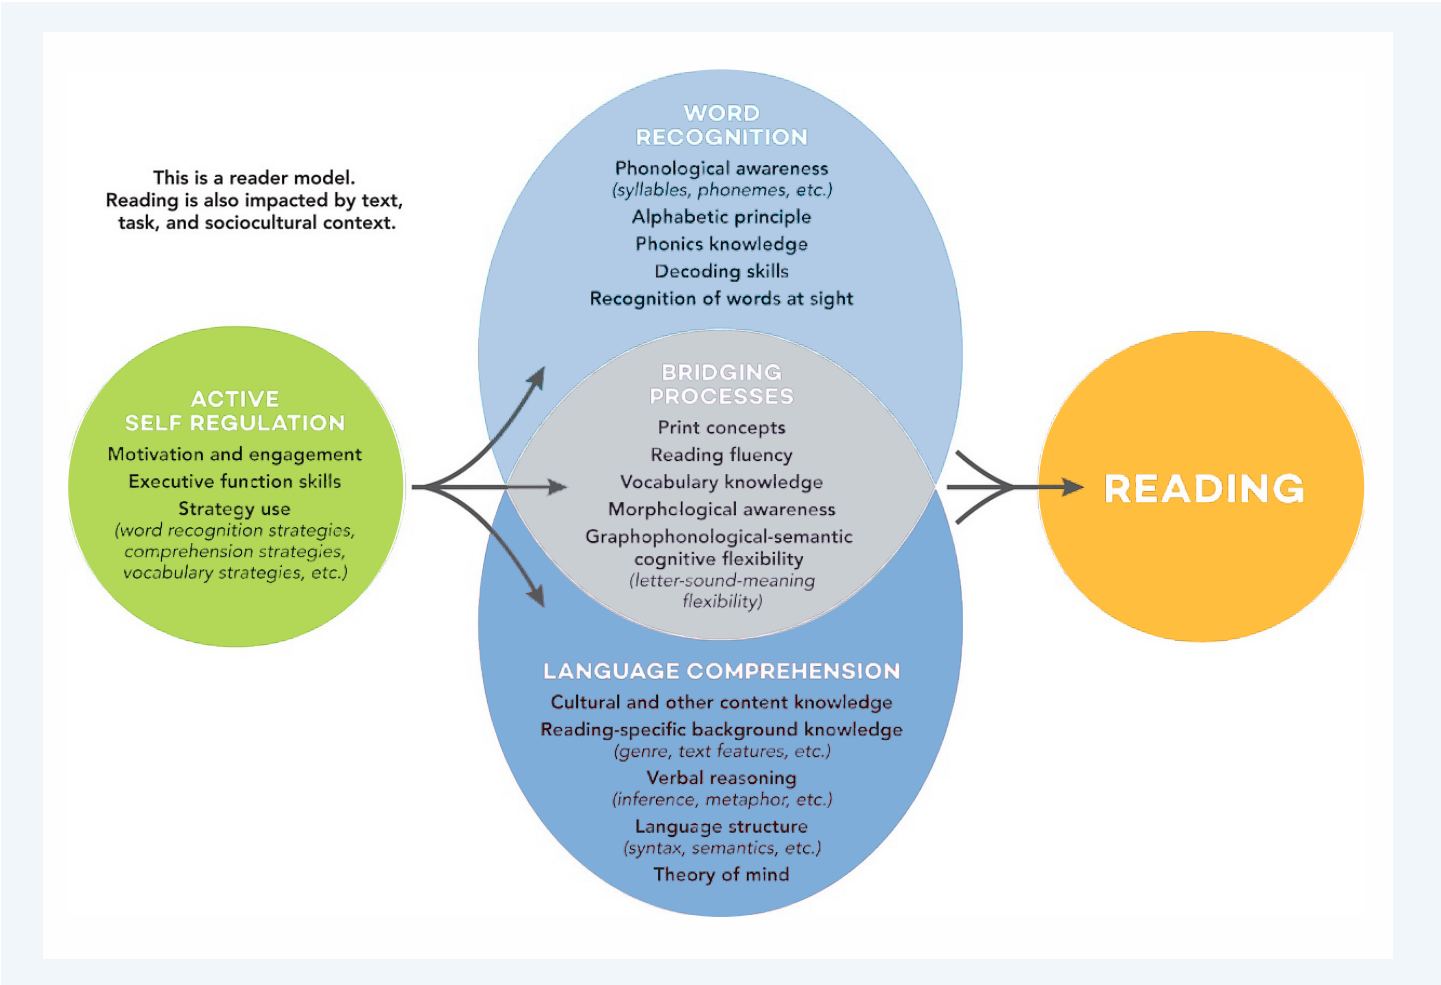 This is a reader model.
Reading is also impacted by text,
task, and sociocultural context.
ACTIVE
SELF REGULATION
Motivation and engagement
Executive function skills
Strategy use
(word recognition strategies,
comprehension strategies,
vocabulary strategies, etc.)
WORD
RECOGNITION
Phonological awareness
(syllables, phonemes, etc.)
Alphabetic principle
Phonics knowledge
Decoding skills
Recognition of words at sight
BRIDGING
PROCESSES
Print concepts
Reading fluency
Vocabulary knowledge
Morphological awareness
Graphophonological-semantic
cognitive flexibility
(letter-sound-meaning
flexibility)
LANGUAGE COMPREHENSION
Cultural and other content knowledge
Reading-specific background knowledge
(genre, text features, etc.)
Verbal reasoning
(inference, metaphor, etc.)
Language structure
(syntax, semantics, etc.)
Theory of mind
READING